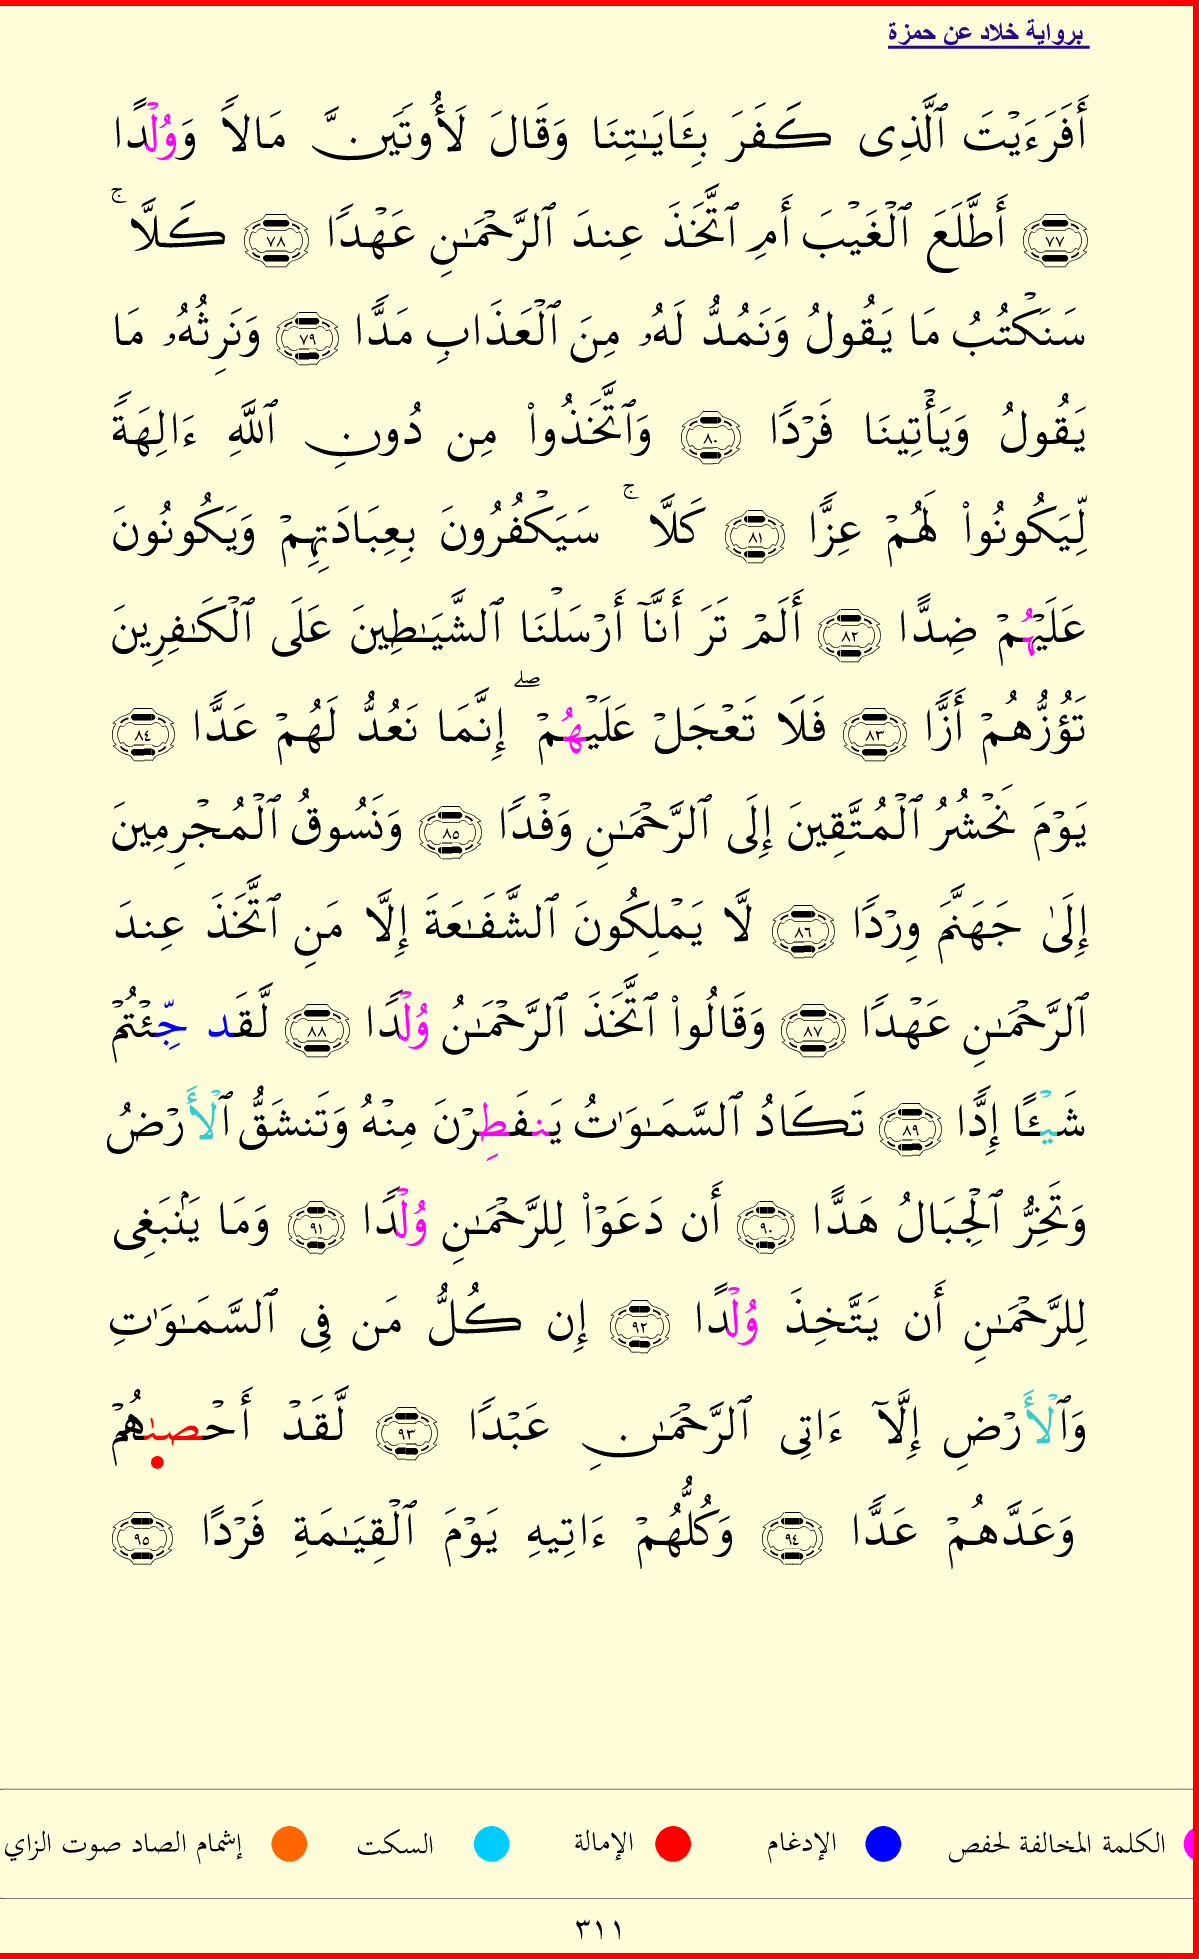 برواية خلاد عن حمزة
أَفَرَءَيْتَ ٱلَّذِى كَفَرَ بِـَٔايَـٰتِنَا وَقَالَ لَأُوتَيَنَّ مَالًا وَوُلْدًا
٧٧ أَطَّلَعَ ٱلْغَيْبَ أَمِ ٱتَّخَذَ عِندَ ٱلرَّحْمَـٰنِ عَهْدًا ٧٨ كَلَّا ۚ
سَنَكْتُبُ مَا يَقُولُ وَنَمُدُّ لَهُۥ مِنَ ٱلْعَذَابِ مَدًّا ٧٩ وَنَرِثُهُۥ مَا
يَقُولُ وَيَأْتِينَا فَرْدًا ٨٠ وَٱتَّخَذُوا۟ مِن دُونِ ٱللَّهِ ءَالِهَةً
لِّيَكُونُوا۟ لَهُمْ عِزًّا ٨١ كَلَّا ۚ سَيَكْفُرُونَ بِعِبَادَتِهِمْ وَيَكُونُونَ
عَلَيْهُمْ ضِدًّا ٨٢ أَلَمْ تَرَ أَنَّآ أَرْسَلْنَا ٱلشَّيَـٰطِينَ عَلَى ٱلْكَـٰفِرِينَ
تَؤُزُّهُمْ أَزًّا ٨٣ فَلَا تَعْجَلْ عَلَيْهُمْ ۖ إِنَّمَا نَعُدُّ لَهُمْ عَدًّا ٨٤
يَوْمَ نَحْشُرُ ٱلْمُتَّقِينَ إِلَى ٱلرَّحْمَـٰنِ وَفْدًا ٨٥ وَنَسُوقُ ٱلْمُجْرِمِينَ
إِلَىٰ جَهَنَّمَ وِرْدًا ٨٦ لَّا يَمْلِكُونَ ٱلشَّفَـٰعَةَ إِلَّا مَنِ ٱتَّخَذَ عِندَ
ٱلرَّحْمَـٰنِ عَهْدًا ٨٧ وَقَالُوا۟ ٱتَّخَذَ ٱلرَّحْمَـٰنُ وُلْدًا ٨٨ لَّقَد جِّئْتُمْ
شَيْـًٔا إِدًّا ٨٩ تَكَادُ ٱلسَّمَـٰوَٰتُ يَنفَطِرْنَ مِنْهُ وَتَنشَقُّ ٱلْأَرْضُ
وَتَخِرُّ ٱلْجِبَالُ هَدًّا ٩٠ أَن دَعَوْا۟ لِلرَّحْمَـٰنِ وُلْدًا ٩١ وَمَا يَنۢبَغِى
لِلرَّحْمَـٰنِ أَن يَتَّخِذَ وُلْدًا ٩٢ إِن كُلُّ مَن فِى ٱلسَّمَـٰوَٰتِ
وَٱلْأَرْضِ إِلَّآ ءَاتِى ٱلرَّحْمَـٰنِ عَبْدًا ٩٣ لَّقَدْ أَحْصَىٰهُمْ
وَعَدَّهُمْ عَدًّا ٩٤ وَكُلُّهُمْ ءَاتِيهِ يَوْمَ ٱلْقِيَـٰمَةِ فَرْدًا ٩٥
الكلمة المخالفة لحفص الإدغام الإمالة السكت إشمام الصاد صوت الزاي
٣١١